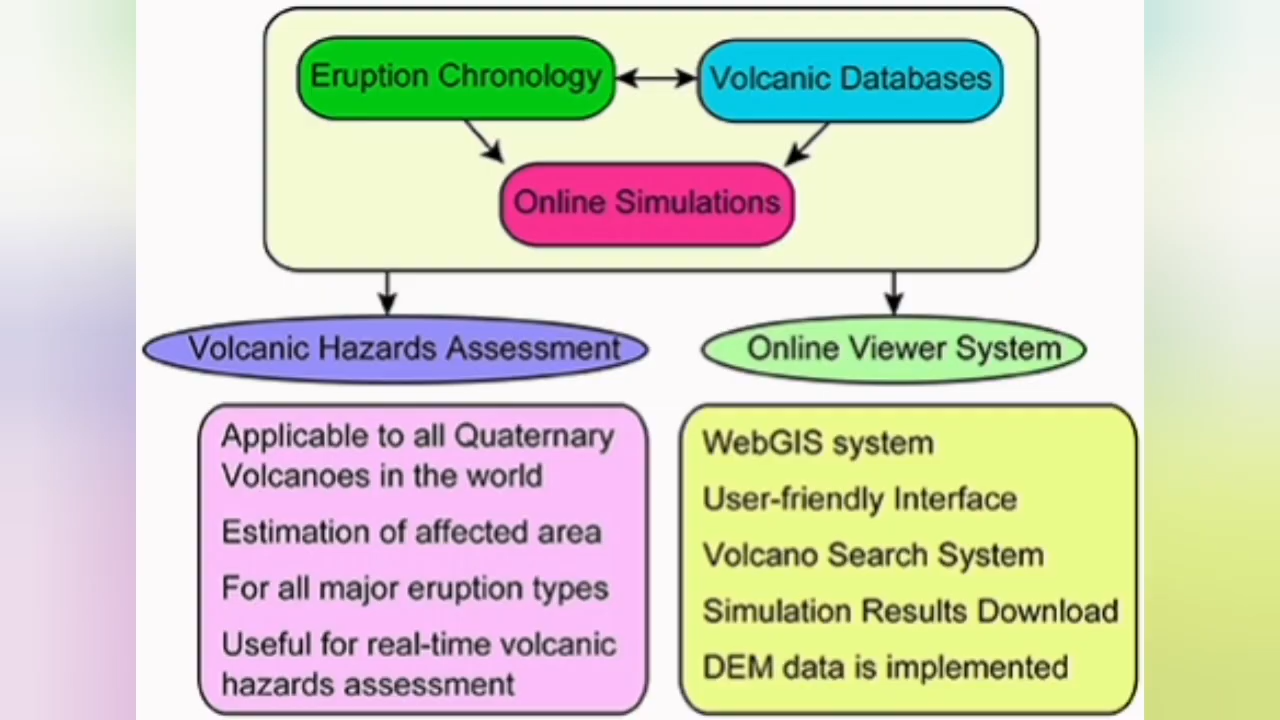 Eruption Chronology
Volcanic Databases
Online Simulations
Volcanic Hazards Assessment
Online Viewer System
Applicable to all Quaternary
Volcanoes in the world
Estimation of affected area
For all major eruption types
Useful for real-time volcanic
hazards assessment
WebGIS system
User-friendly Interface
Volcano Search System
Simulation Results Download
DEM data is implemented